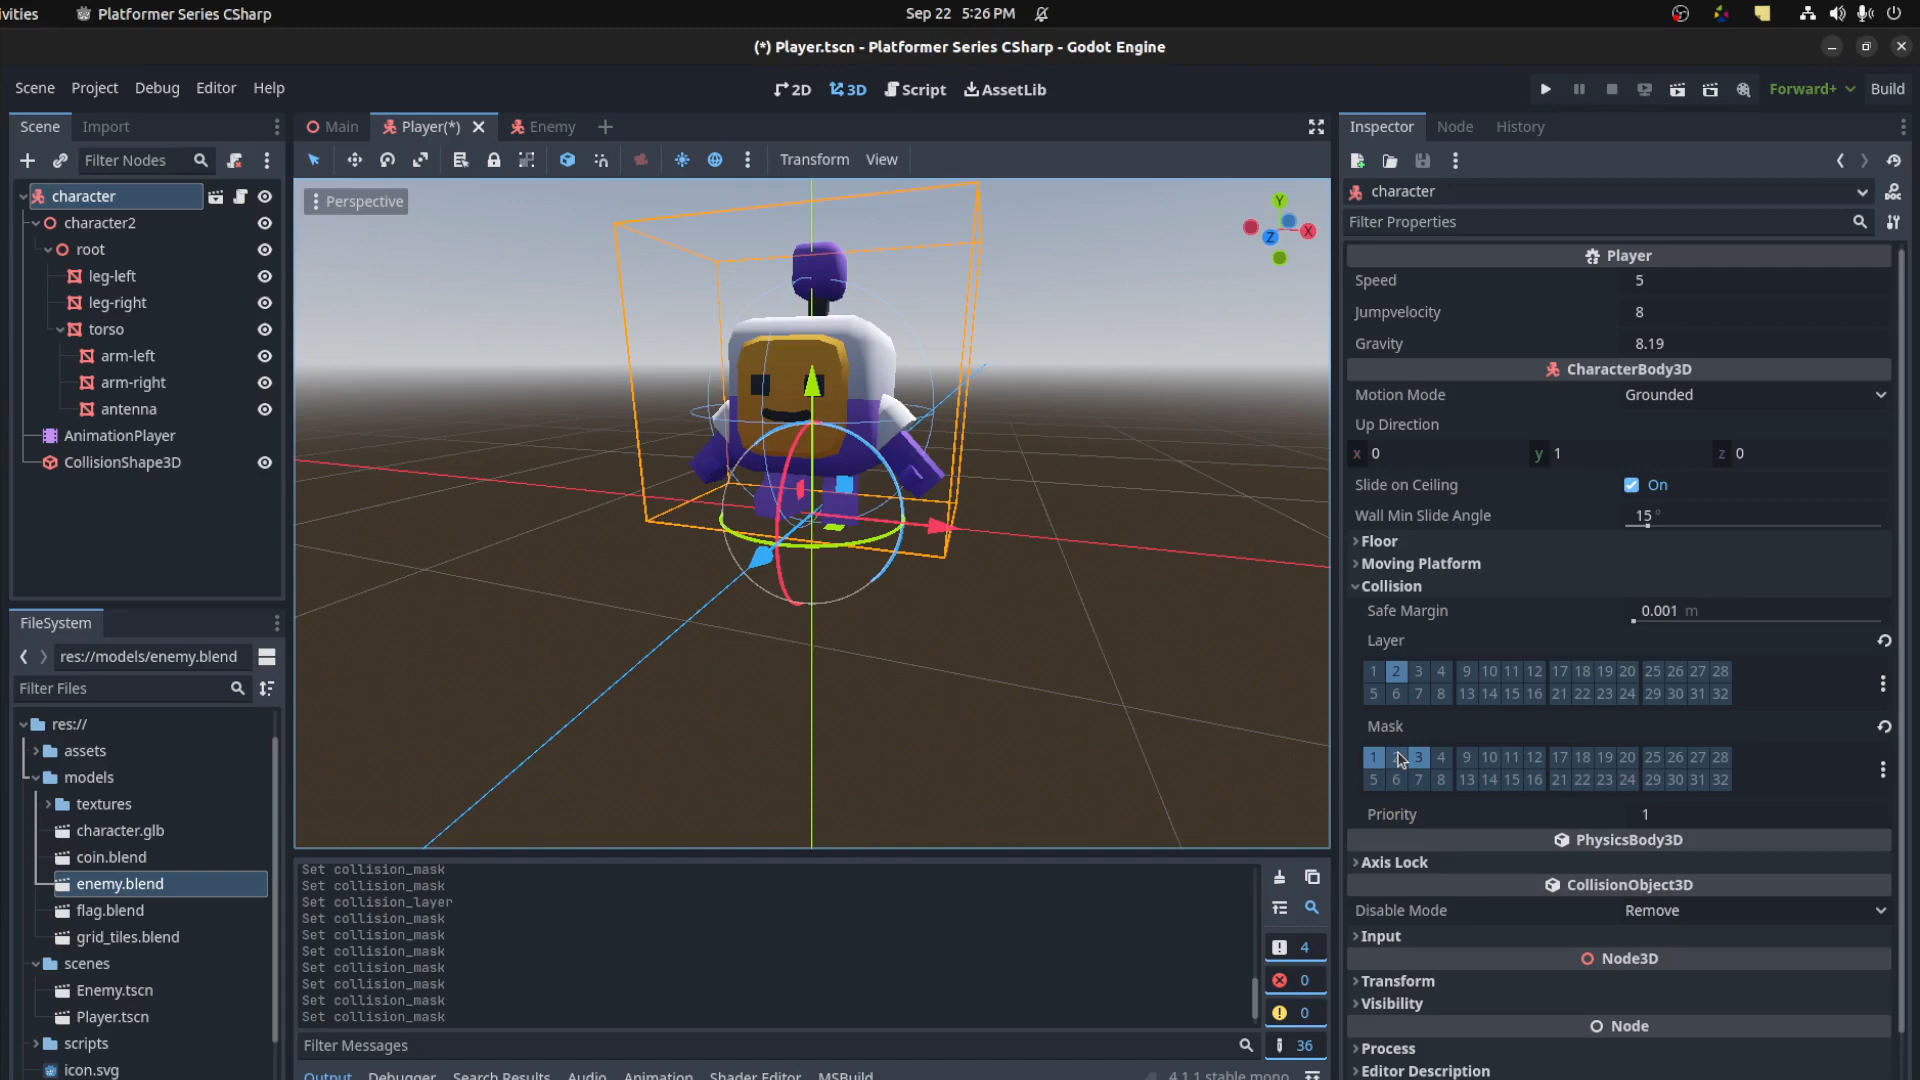 ivities
Platformer Series CSharp
Sep 22 5:26 PM
(*) Player.tscn - Platformer Series CSharp - Godot Engine
Scene Project Debug Editor Help
2D 3D Script AssetLib
Forward+ Build
Scene Import
Main Player(*) Enemy
Inspector Node History
Filter Nodes
Transform View
character
character2
root
leg-left
leg-right
torso
arm-left
arm-right
antenna
AnimationPlayer
CollisionShape3D
Perspective
Y
X
Z
FileSystem
res://models/enemy.blend
Filter Files
res://
assets
models
textures
character.glb
coin.blend
enemy.blend
flag.blend
grid_tiles.blend
scenes
Enemy.tscn
Player.tscn
scripts
icon.svg
Set collision_mask
Set collision_mask
Set collision_layer
Set collision_mask
Set collision_mask
Set collision_mask
Set collision_mask
Set collision_mask
Set collision_mask
Set collision_mask
4
0
0
36
Filter Messages
Output Debugger Search Results Audio Animation Shader Editor MSBuild
4.1.1.stable.mono
character
Filter Properties
Player
Speed 5
Jumpvelocity 8
Gravity 8.19
CharacterBody3D
Motion Mode Grounded
Up Direction
x 0 y 1 z 0
Slide on Ceiling On
Wall Min Slide Angle 15 °
Floor
Moving Platform
Collision
Safe Margin 0.001 m
Layer
1 2 3 4 9 10 11 12 17 18 19 20 25 26 27 28
5 6 7 8 13 14 15 16 21 22 23 24 29 30 31 32
Mask
1 2 3 4 9 10 11 12 17 18 19 20 25 26 27 28
5 6 7 8 13 14 15 16 21 22 23 24 29 30 31 32
Priority 1
PhysicsBody3D
Axis Lock
CollisionObject3D
Disable Mode Remove
Input
Node3D
Transform
Visibility
Node
Process
Editor Description